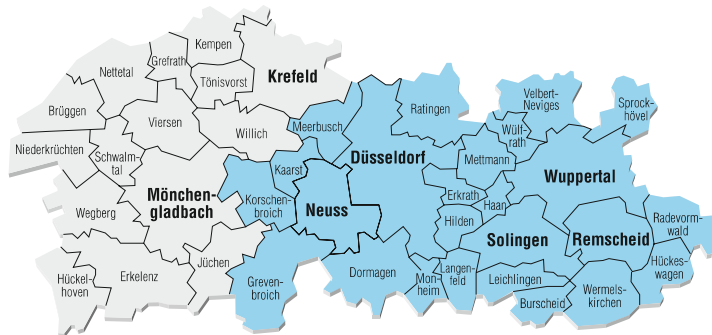 Kempen
Grefrath
Krefeld
Nettetal
Tönisvorst
Velbert-
Neviges
Brüggen
Viersen
Willich
Meerbusch
Ratingen
Sprock-
hövel
Wülf-
rath
Niederkrüchten
Schwalm-
tal
Kaarst
Düsseldorf
Mettmann
Wuppertal
Mönchen-
gladbach
Korschen-
broich
Neuss
Erkrath
Haan
Wegberg
Hilden
Solingen
Remscheid
Radevorm-
wald
Hückel-
hoven
Erkelenz
Jüchen
Greven-
broich
Dormagen
Mon-
heim
Langen-
feld
Leichlingen
Hückes-
wagen
Burscheid
Wermels-
kirchen